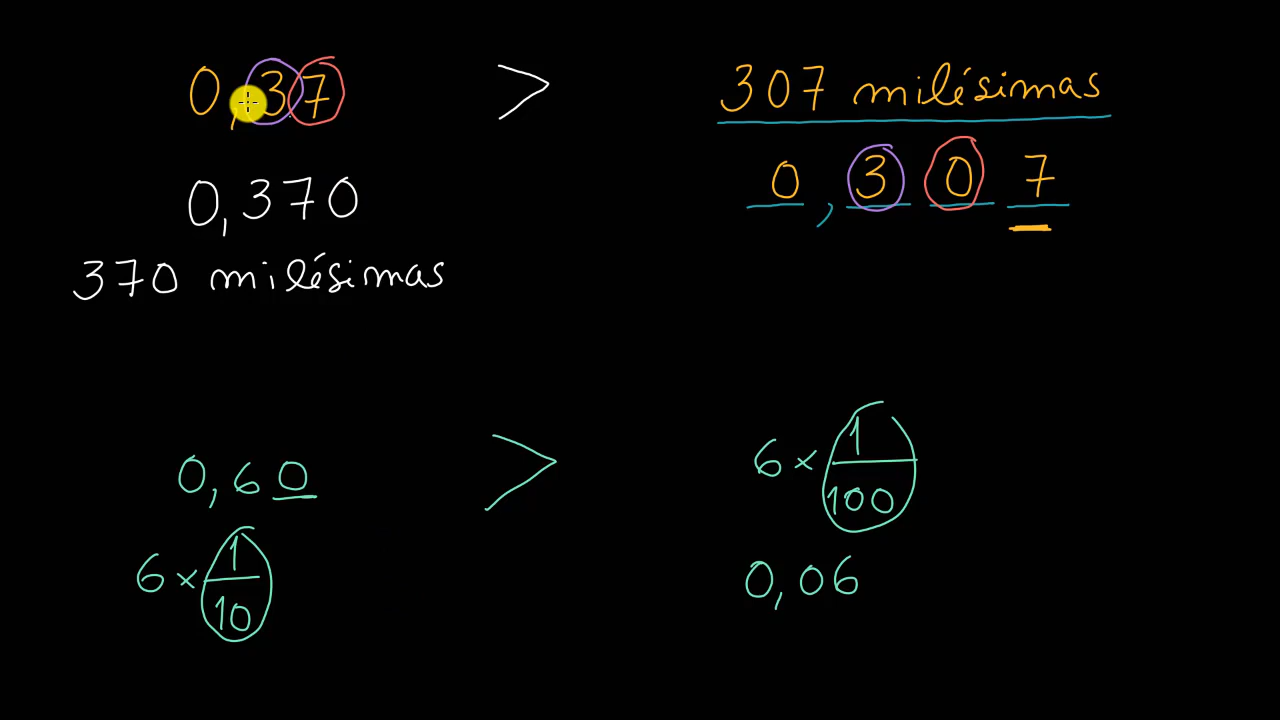 0,37 > 307 milésimas
0,370 0,307
370 milésimas
0,60 > 6 × 1/100
6 × 1/10 0,06